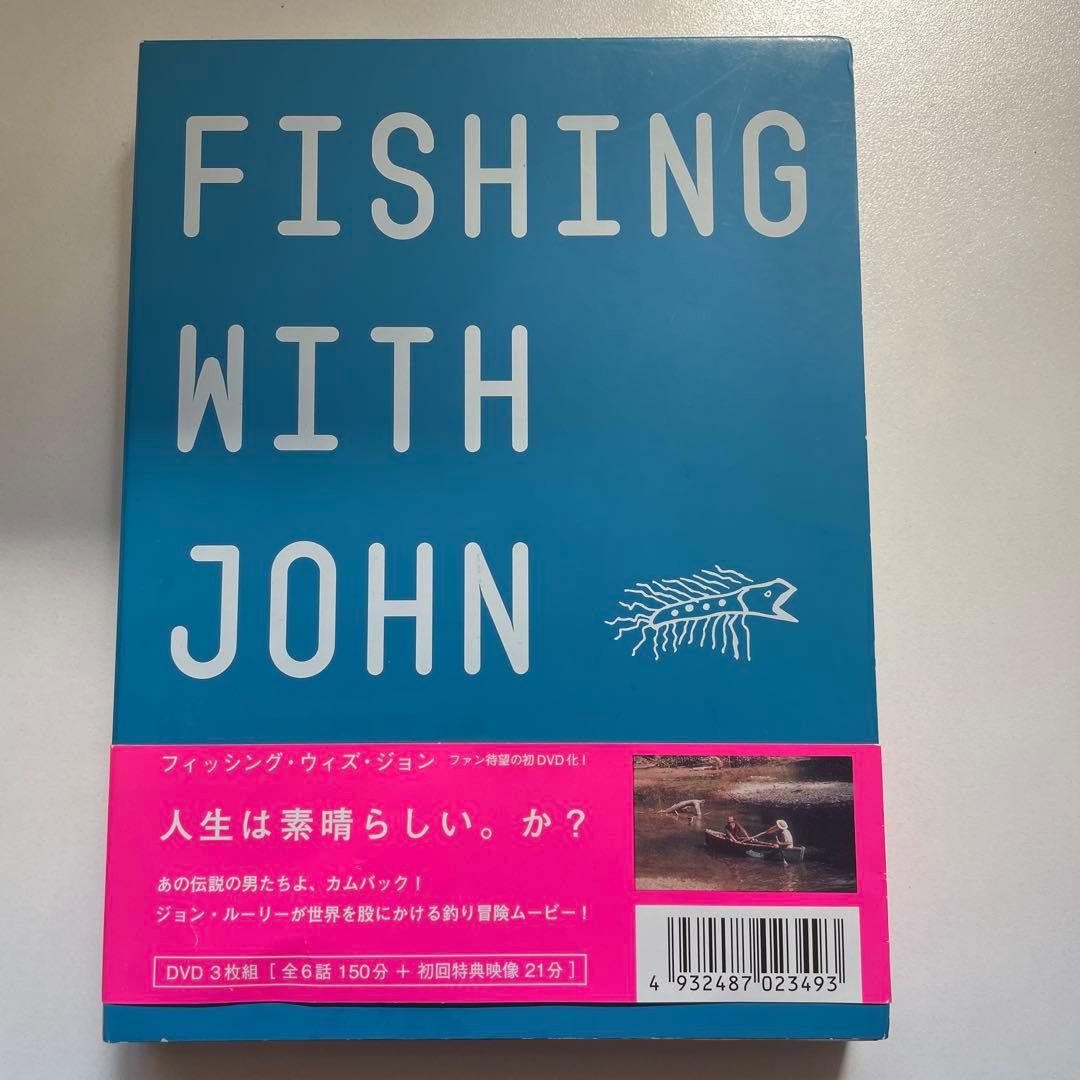 FISHING
WITH
JOHN
フィッシング・ウィズ・ジョン ファン待望の初DVD化！
人生は素晴らしい。か？
あの伝説の男たちよ、カムバック！
ジョン・ルーリーが世界を股にかける釣り冒険ムービー！
DVD 3枚組［全6話 150分 ＋ 初回特典映像 21分］
4 932487 023493